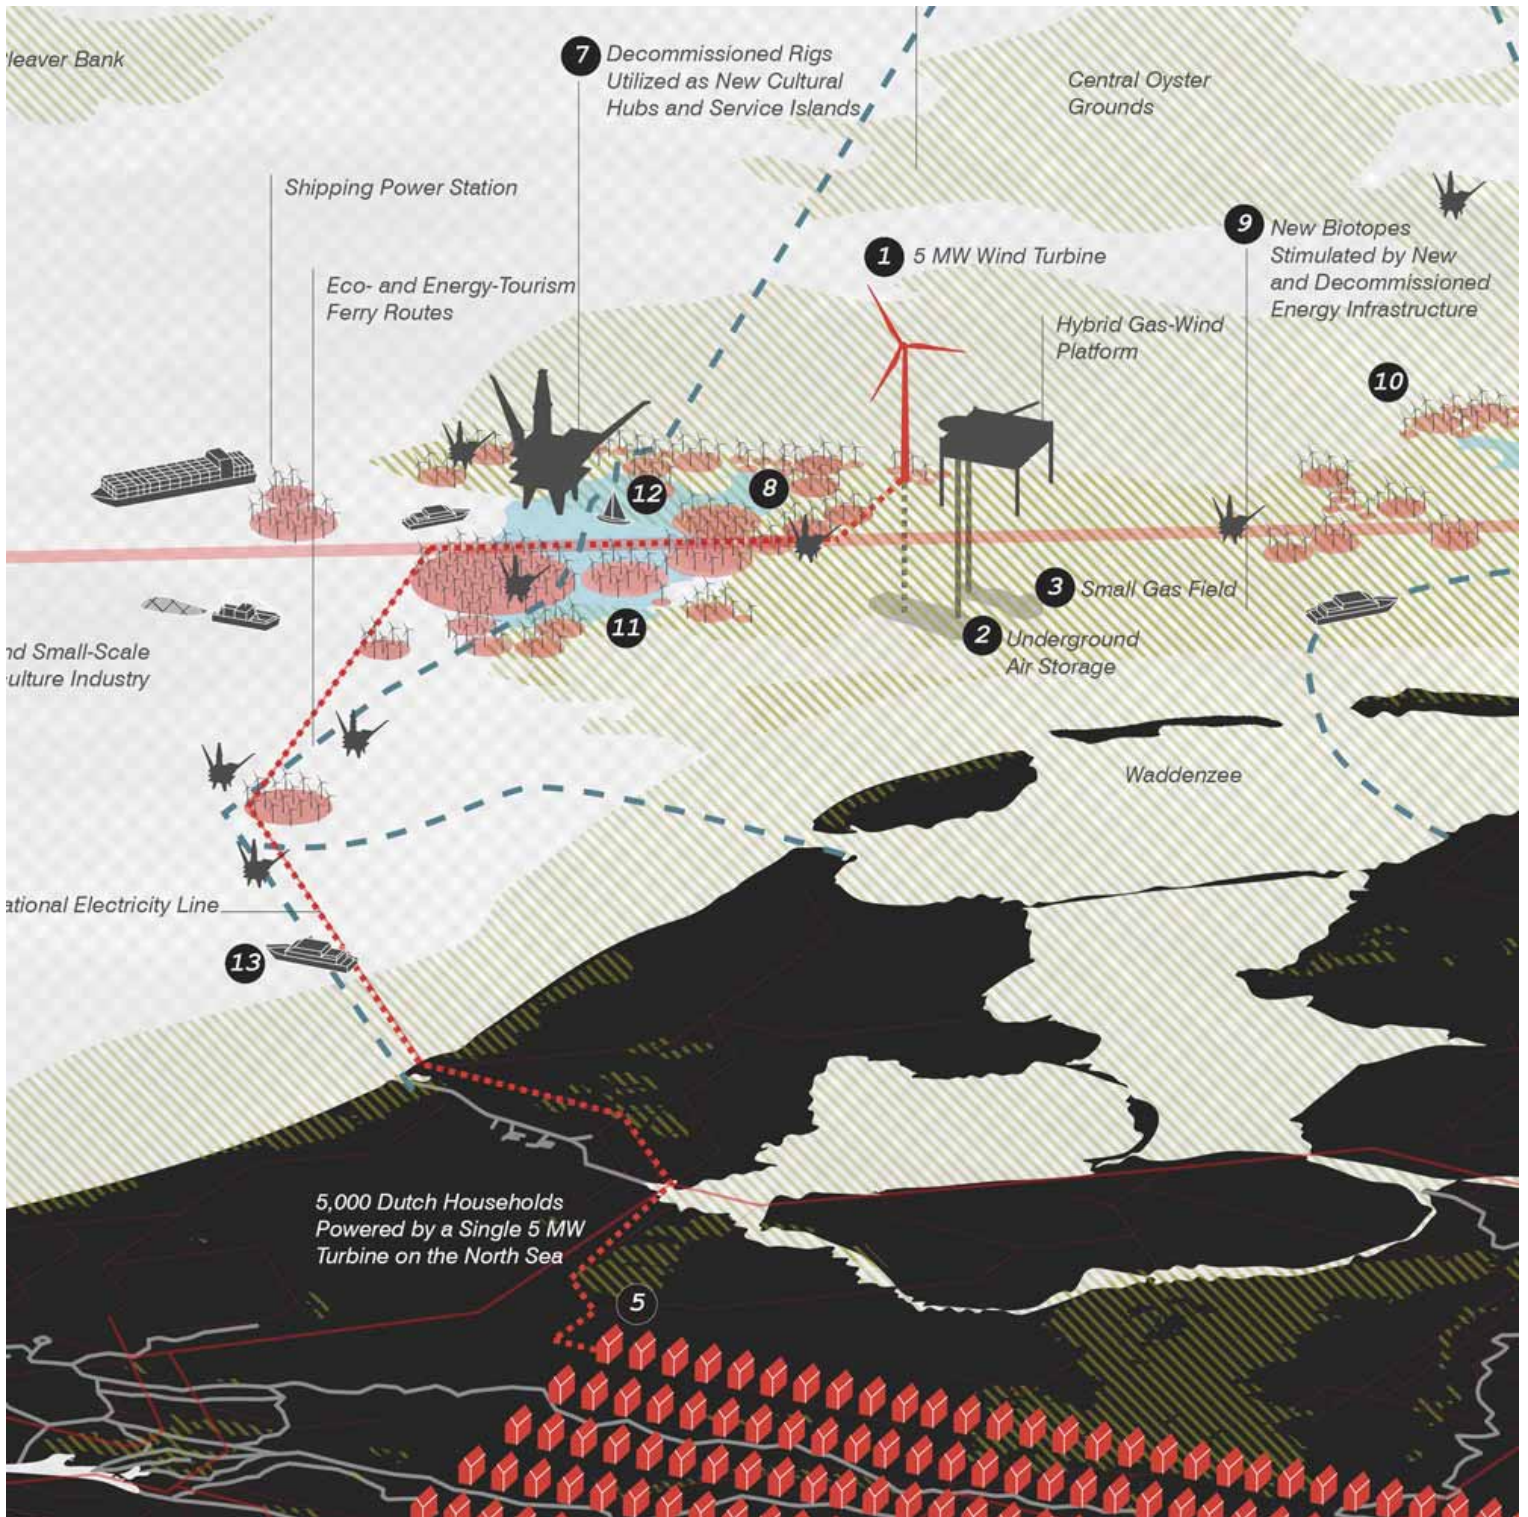 leaver Bank
7
Decommissioned Rigs
Utilized as New Cultural
Hubs and Service Islands
Central Oyster
Grounds
Shipping Power Station
9
New Biotopes
Stimulated by New
and Decommissioned
Energy Infrastructure
1
5 MW Wind Turbine
Eco- and Energy-Tourism
Ferry Routes
Hybrid Gas-Wind
Platform
10
12
8
3
Small Gas Field
11
2
Underground
Air Storage
nd Small-Scale
ulture Industry
Waddenzee
ational Electricity Line
13
5,000 Dutch Households
Powered by a Single 5 MW
Turbine on the North Sea
5